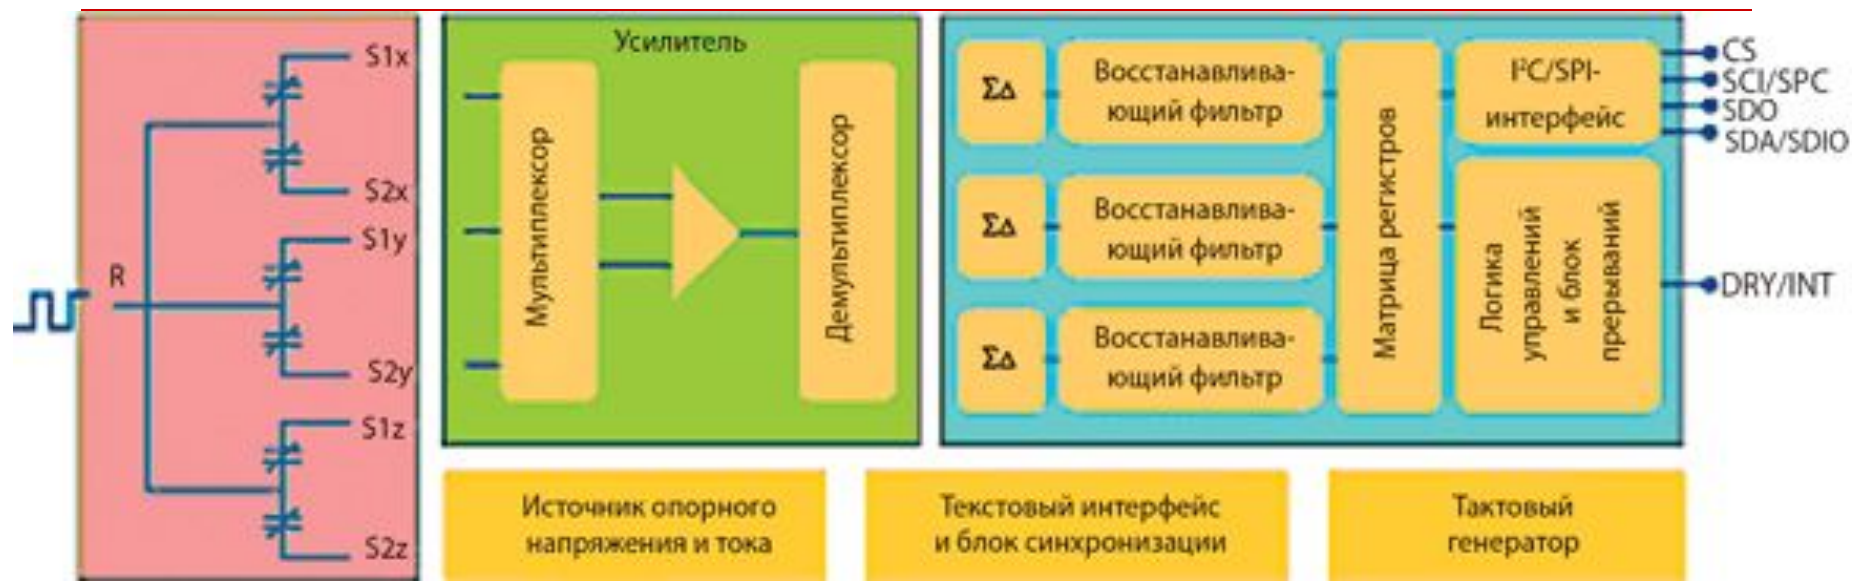 S1x
S2x
S1y
R
S2y
S1z
S2z
Усилитель
Мультиплексор
Демультиплексор
ΣΔ
Восстанавлива-
ющий фильтр
ΣΔ
Восстанавлива-
ющий фильтр
ΣΔ
Восстанавлива-
ющий фильтр
Матрица регистров
I²C/SPI-
интерфейс
Логика
управлений
и блок
прерываний
CS
SCI/SPC
SDO
SDA/SDIO
DRY/INT
Источник опорного
напряжения и тока
Текстовый интерфейс
и блок синхронизации
Тактовый
генератор